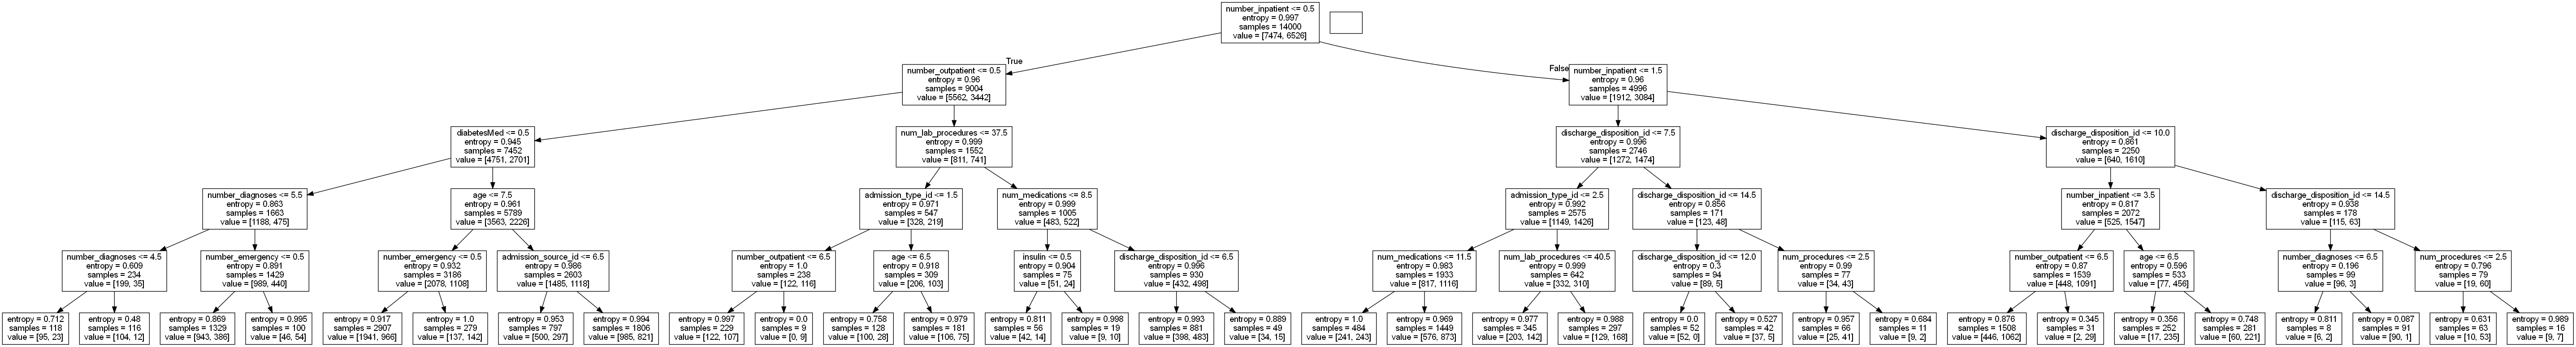 number_inpatient <= 0.5
entropy = 0.997
samples = 14000
value = [7474, 6526]
True
False
number_outpatient <= 0.5
entropy = 0.96
samples = 9004
value = [5562, 3442]
number_inpatient <= 1.5
entropy = 0.96
samples = 4996
value = [1912, 3084]
diabetesMed <= 0.5
entropy = 0.945
samples = 7452
value = [4751, 2701]
num_lab_procedures <= 37.5
entropy = 0.999
samples = 1552
value = [811, 741]
discharge_disposition_id <= 7.5
entropy = 0.996
samples = 2746
value = [1272, 1474]
discharge_disposition_id <= 10.0
entropy = 0.861
samples = 2250
value = [640, 1610]
number_diagnoses <= 5.5
entropy = 0.863
samples = 1663
value = [1188, 475]
age <= 7.5
entropy = 0.961
samples = 5789
value = [3563, 2226]
admission_type_id <= 1.5
entropy = 0.971
samples = 547
value = [328, 219]
num_medications <= 8.5
entropy = 0.999
samples = 1005
value = [483, 522]
admission_type_id <= 2.5
entropy = 0.992
samples = 2575
value = [1149, 1426]
discharge_disposition_id <= 14.5
entropy = 0.856
samples = 171
value = [123, 48]
number_inpatient <= 3.5
entropy = 0.817
samples = 2072
value = [525, 1547]
discharge_disposition_id <= 14.5
entropy = 0.938
samples = 178
value = [115, 63]
number_diagnoses <= 4.5
entropy = 0.609
samples = 234
value = [199, 35]
number_emergency <= 0.5
entropy = 0.891
samples = 1429
value = [989, 440]
number_emergency <= 0.5
entropy = 0.932
samples = 3186
value = [2078, 1108]
admission_source_id <= 6.5
entropy = 0.986
samples = 2603
value = [1485, 1118]
number_outpatient <= 6.5
entropy = 1.0
samples = 238
value = [122, 116]
age <= 6.5
entropy = 0.918
samples = 309
value = [206, 103]
insulin <= 0.5
entropy = 0.904
samples = 75
value = [51, 24]
discharge_disposition_id <= 6.5
entropy = 0.996
samples = 930
value = [432, 498]
num_medications <= 11.5
entropy = 0.983
samples = 1933
value = [817, 1116]
num_lab_procedures <= 40.5
entropy = 0.999
samples = 642
value = [332, 310]
discharge_disposition_id <= 12.0
entropy = 0.3
samples = 94
value = [89, 5]
num_procedures <= 2.5
entropy = 0.99
samples = 77
value = [34, 43]
number_outpatient <= 6.5
entropy = 0.87
samples = 1539
value = [448, 1091]
age <= 6.5
entropy = 0.596
samples = 533
value = [77, 456]
number_diagnoses <= 6.5
entropy = 0.196
samples = 99
value = [96, 3]
num_procedures <= 2.5
entropy = 0.796
samples = 79
value = [19, 60]
entropy = 0.712
samples = 118
value = [95, 23]
entropy = 0.48
samples = 116
value = [104, 12]
entropy = 0.869
samples = 1329
value = [943, 386]
entropy = 0.995
samples = 100
value = [46, 54]
entropy = 0.917
samples = 2907
value = [1941, 966]
entropy = 1.0
samples = 279
value = [137, 142]
entropy = 0.953
samples = 797
value = [500, 297]
entropy = 0.994
samples = 1806
value = [985, 821]
entropy = 0.997
samples = 229
value = [122, 107]
entropy = 0.0
samples = 9
value = [0, 9]
entropy = 0.758
samples = 128
value = [100, 28]
entropy = 0.979
samples = 181
value = [106, 75]
entropy = 0.811
samples = 56
value = [42, 14]
entropy = 0.998
samples = 19
value = [9, 10]
entropy = 0.993
samples = 881
value = [398, 483]
entropy = 0.889
samples = 49
value = [34, 15]
entropy = 1.0
samples = 484
value = [241, 243]
entropy = 0.969
samples = 1449
value = [576, 873]
entropy = 0.977
samples = 345
value = [203, 142]
entropy = 0.988
samples = 297
value = [129, 168]
entropy = 0.0
samples = 52
value = [52, 0]
entropy = 0.527
samples = 42
value = [37, 5]
entropy = 0.957
samples = 66
value = [25, 41]
entropy = 0.684
samples = 11
value = [9, 2]
entropy = 0.876
samples = 1508
value = [446, 1062]
entropy = 0.345
samples = 31
value = [2, 29]
entropy = 0.356
samples = 252
value = [17, 235]
entropy = 0.748
samples = 281
value = [60, 221]
entropy = 0.811
samples = 8
value = [6, 2]
entropy = 0.087
samples = 91
value = [90, 1]
entropy = 0.631
samples = 63
value = [10, 53]
entropy = 0.989
samples = 16
value = [9, 7]